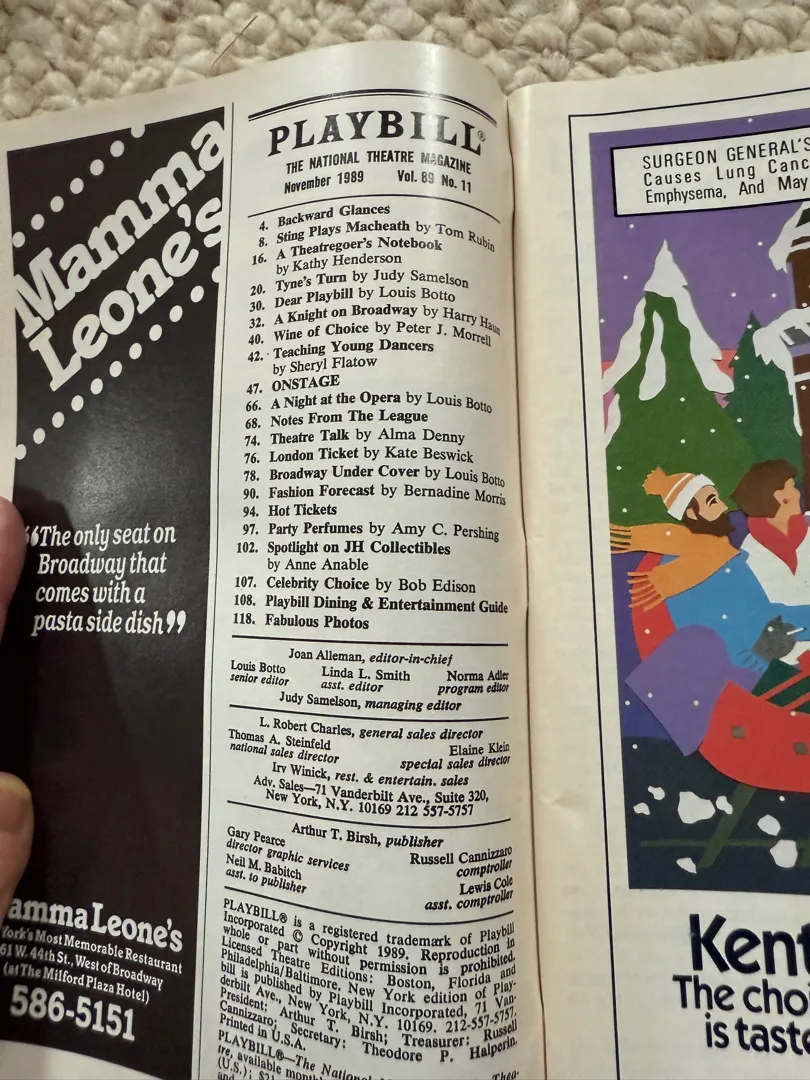 Mamma
Leone's
“The only seat on
Broadway that
comes with a
pasta side dish”
amma Leone's
York's Most Memorable Restaurant
61 W. 44th St., West of Broadway
(at The Milford Plaza Hotel)
586-5151
PLAYBILL®
THE NATIONAL THEATRE MAGAZINE
November 1989 Vol. 89 No. 11
4. Backward Glances
8. Sting Plays Macheath by Tom Rubin
16. A Theatregoer's Notebook
by Kathy Henderson
20. Tyne's Turn by Judy Samelson
30. Dear Playbill by Louis Botto
32. A Knight on Broadway by Harry Haun
40. Wine of Choice by Peter J. Morrell
42. Teaching Young Dancers
by Sheryl Flatow
47. ONSTAGE
66. A Night at the Opera by Louis Botto
68. Notes From The League
74. Theatre Talk by Alma Denny
76. London Ticket by Kate Beswick
78. Broadway Under Cover by Louis Botto
90. Fashion Forecast by Bernadine Morris
94. Hot Tickets
97. Party Perfumes by Amy C. Pershing
102. Spotlight on JH Collectibles
by Anne Anable
107. Celebrity Choice by Bob Edison
108. Playbill Dining & Entertainment Guide
118. Fabulous Photos
Joan Alleman, editor-in-chief
Louis Botto Linda L. Smith Norma Adler
senior editor asst. editor program editor
Judy Samelson, managing editor
L. Robert Charles, general sales director
Thomas A. Steinfeld Elaine Klein
national sales director special sales director
Irv Winick, rest. & entertain. sales
Adv. Sales—71 Vanderbilt Ave., Suite 320,
New York, N.Y. 10169 212 557-5757
Arthur T. Birsh, publisher
Gary Pearce Russell Cannizzaro
director graphic services comptroller
Neil M. Babitch Lewis Cole
asst. to publisher asst. comptroller
PLAYBILL® is a registered trademark of Playbill
Incorporated © Copyright 1989. Reproduction in
whole or part without permission is prohibited.
Licensed Theatre Editions: Boston, Florida and
Philadelphia/Baltimore. New York edition of Play-
bill is published by Playbill Incorporated, 71 Van-
derbilt Ave., New York, N.Y. 10169. 212-557-5757.
President: Arthur T. Birsh; Treasurer: Russell
Cannizzaro; Secretary: Theodore P. Halperin.
Printed in U.S.A.
PLAYBILL®—The National Thea-
tre, available month
(U.S.); $2
and
SURGEON GENERAL'S
Causes Lung Canc
Emphysema, And May
Kent
The choi
is taste